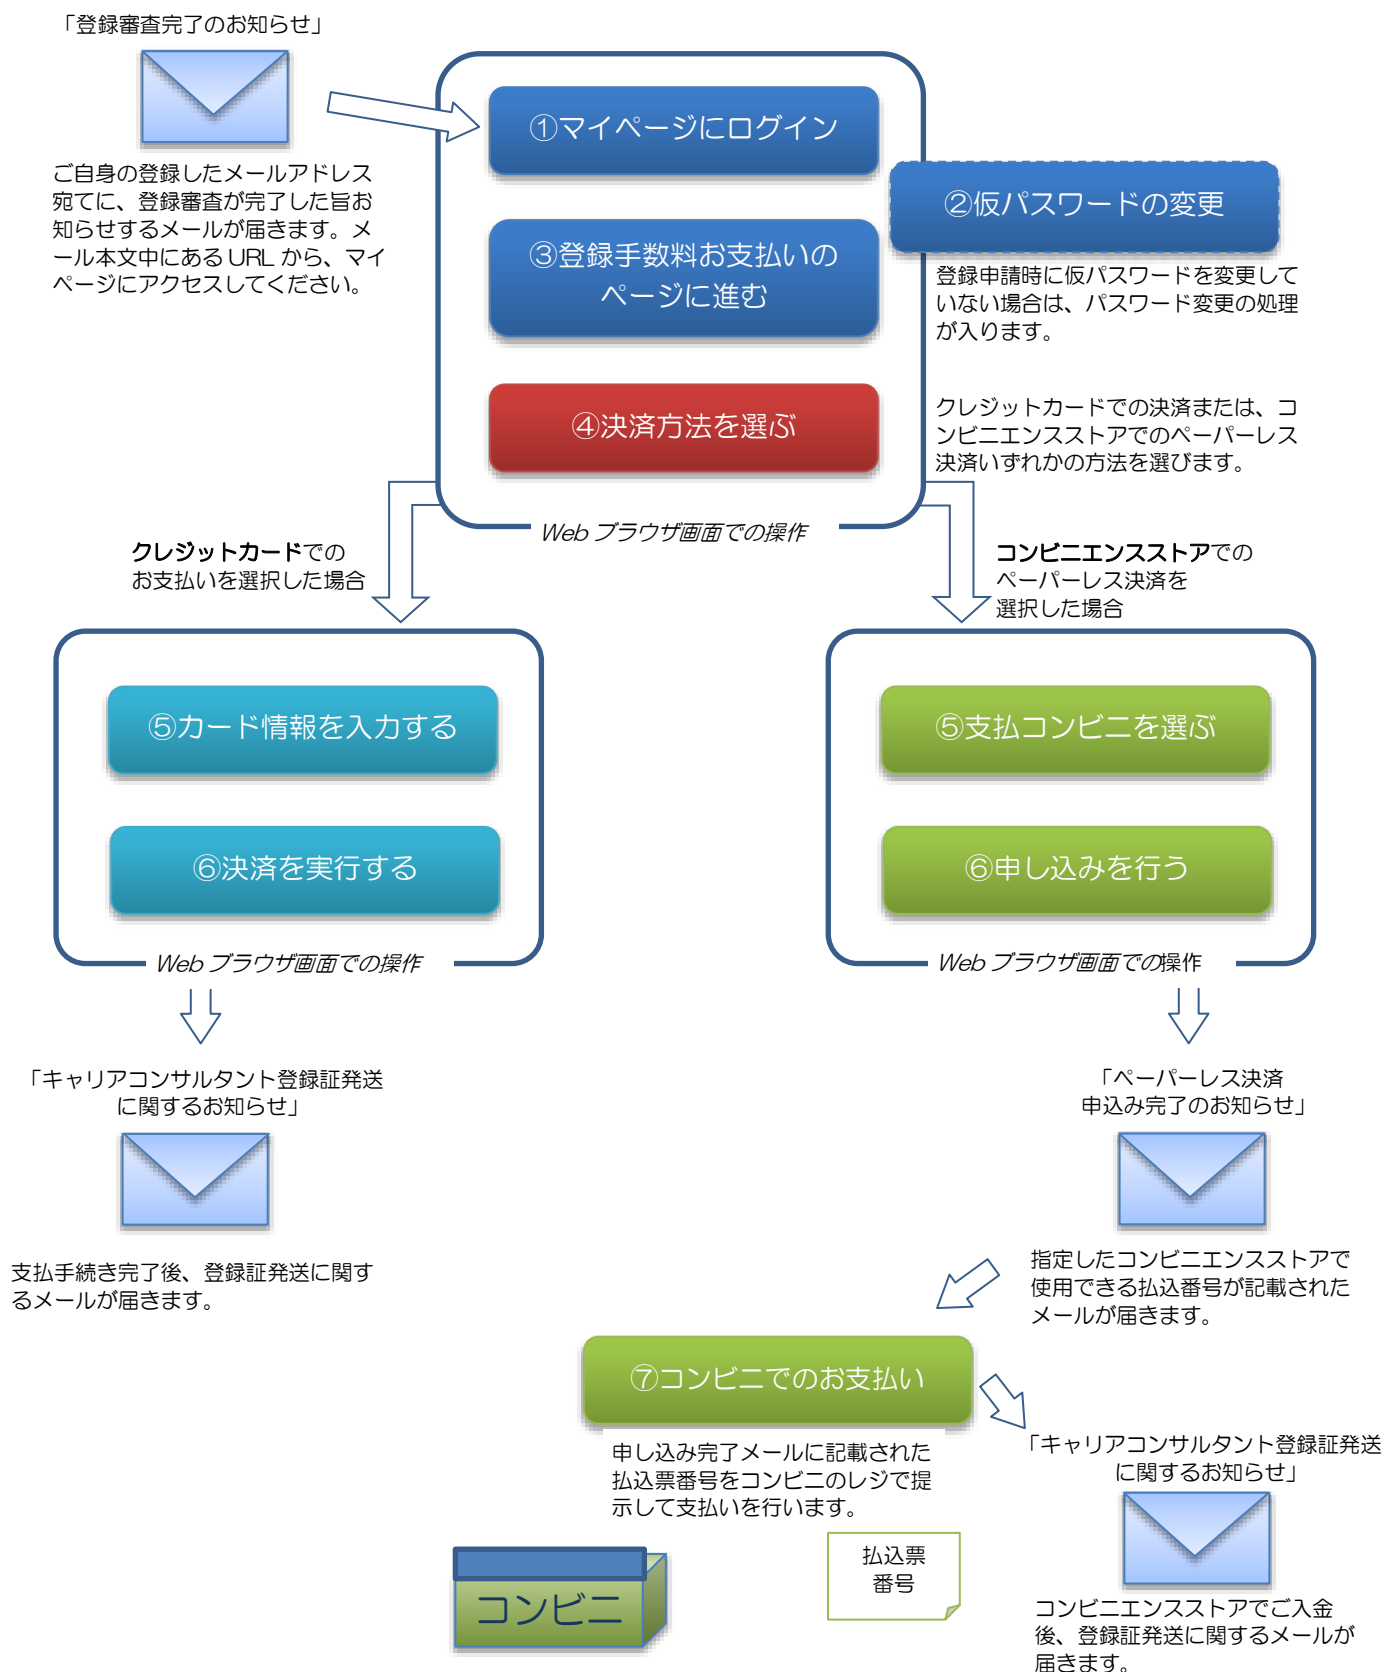 「登録審査完了のお知らせ」
ご自身の登録したメールアドレス
宛てに、登録審査が完了した旨お
知らせするメールが届きます。メ
ール本文中にある URL から、マイ
ページにアクセスしてください。
①マイページにログイン
②仮パスワードの変更
登録申請時に仮パスワードを変更して
いない場合は、パスワード変更の処理
が入ります。
③登録手数料お支払いの
ページに進む
④決済方法を選ぶ
クレジットカードでの決済または、コ
ンビニエンスストアでのペーパーレス
決済いずれかの方法を選びます。
Web ブラウザ画面での操作
クレジットカードでの
お支払いを選択した場合
コンビニエンスストアでの
ペーパーレス決済を
選択した場合
⑤カード情報を入力する
⑥決済を実行する
Web ブラウザ画面での操作
⑤支払コンビニを選ぶ
⑥申し込みを行う
Web ブラウザ画面での操作
「キャリアコンサルタント登録証発送
に関するお知らせ」
支払手続き完了後、登録証発送に関す
るメールが届きます。
「ペーパーレス決済
申込み完了のお知らせ」
指定したコンビニエンスストアで
使用できる払込番号が記載された
メールが届きます。
⑦コンビニでのお支払い
申し込み完了メールに記載された
払込票番号をコンビニのレジで提
示して支払いを行います。
コンビニ
払込票
番号
「キャリアコンサルタント登録証発送
に関するお知らせ」
コンビニエンスストアでご入金
後、登録証発送に関するメールが
届きます。